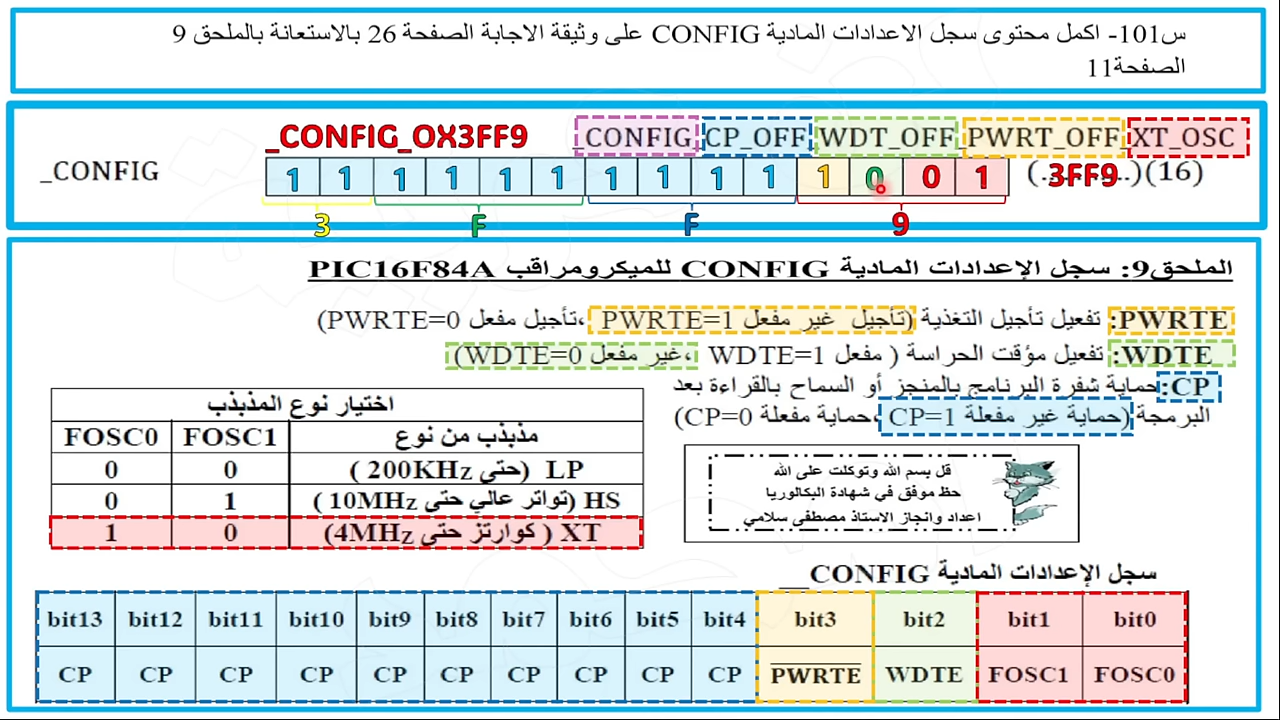 س101- اكمل محتوى سجل الاعدادات المادية CONFIG على وثيقة الاجابة الصفحة 26 بالاستعانة بالملحق 9
الصفحة11
_CONFIG_OX3FF9 _CONFIG_CP_OFF_WDT_OFF_PWRT_OFF_XT_OSC
_CONFIG 1 1 1 1 1 1 1 1 1 1 1 0 0 1 (....3FF9....)(16)
3 F F 9
الملحق9: سجل الإعدادات المادية CONFIG للميكرومراقب PIC16F84A
PWRTE: تفعيل تأجيل التغذية (تأجيل غير مفعل PWRTE=1 ،تأجيل مفعل PWRTE=0)
WDTE: تفعيل مؤقت الحراسة ( مفعل WDTE=1 ،غير مفعل WDTE=0)
CP: حماية شفرة البرنامج بالمنجز أو السماح بالقراءة بعد
البرمجة (حماية غير مفعلة CP=1 ،حماية مفعلة CP=0)
اختيار نوع المذبذب
FOSC0 FOSC1 مذبذب من نوع
0 0 LP (حتى 200KHz )
0 1 HS (تواتر عالي حتى 10MHz )
1 0 XT ( كوارتز حتى 4MHz)
قل بسم الله وتوكلت على الله
حظ موفق في شهادة البكالوريا
اعداد وانجاز الاستاذ مصطفى سلامي
سجل الإعدادات المادية CONFIG__
bit13 bit12 bit11 bit10 bit9 bit8 bit7 bit6 bit5 bit4 bit3 bit2 bit1 bit0
CP CP CP CP CP CP CP CP CP CP PWRTE WDTE FOSC1 FOSC0